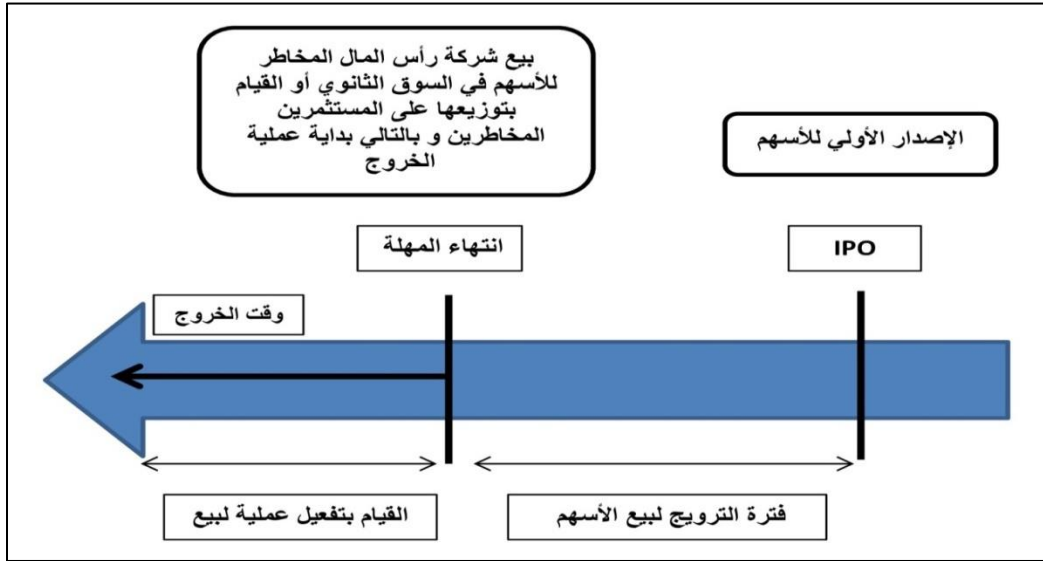 بيع شركة رأس المال المخاطر
للأسهم في السوق الثانوي أو القيام
بتوزيعها على المستثمرين
المخاطرين و بالتالي بداية عملية
الخروج
الإصدار الأولي للأسهم
انتهاء المهلة
IPO
وقت الخروج
القيام بتفعيل عملية لبيع
فترة الترويج لبيع الأسهم